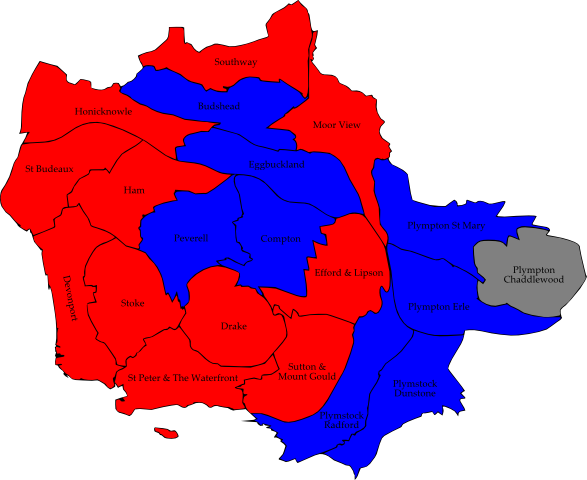 Southway
Budshead
Honicknowle
Moor View
Eggbuckland
St Budeaux
Ham
Plympton St Mary
Peverell
Compton
Efford & Lipson
Plympton
Chaddlewood
Devonport
Stoke
Plympton Erle
Drake
Sutton &
Mount Gould
St Peter & The Waterfront
Plymstock
Dunstone
Plymstock
Radford